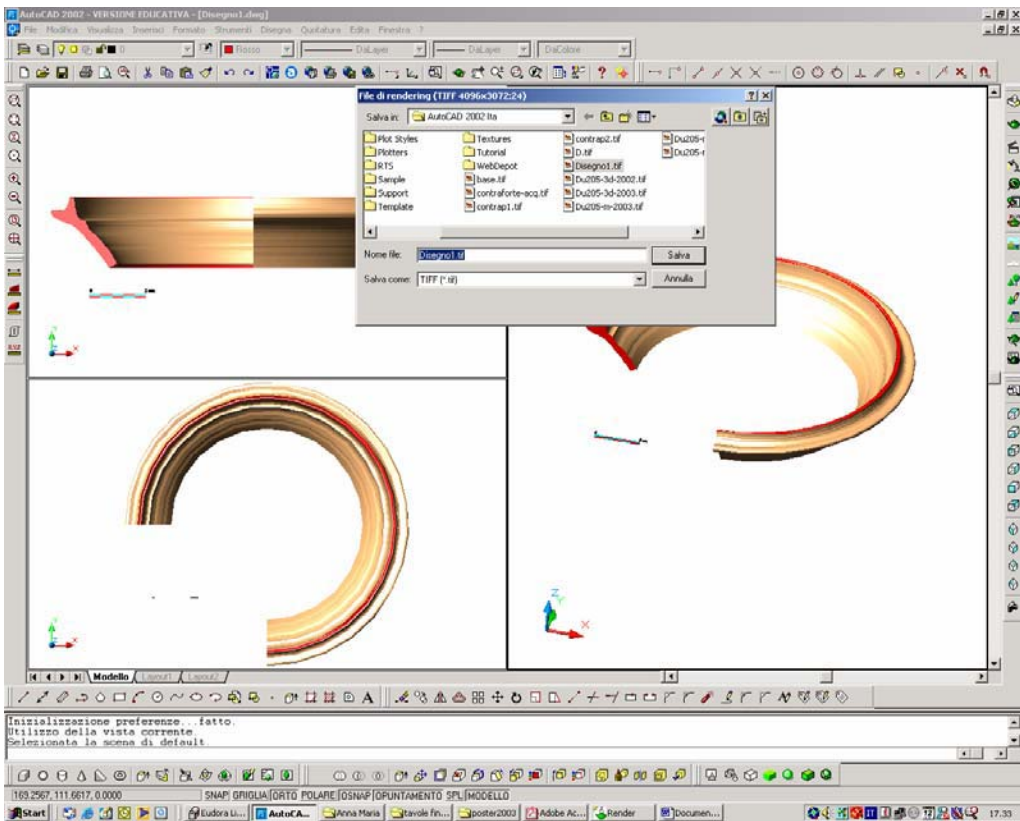 AutoCAD 2002 - VERSIONE EDUCATIVA - [Disegno1.dwg]
File Modifica Visualizza Inserisci Formato Strumenti Disegna Quotatura Edita Finestra ?
0 Rosso DaLayer DaLayer DaColore
File di rendering (TIFF 4096x3072:24)
Salva in: AutoCAD 2002 Ita
Plot Styles
Plotters
RTS
Sample
Support
Template
Textures
Tutorial
WebDepot
base.tif
contraforte-acq.tif
contrap1.tif
contrap2.tif
D.tif
Disegno1.tif
Du205-3d-2002.tif
Du205-3d-2003.tif
Du205-m-2003.tif
Du205-r
Du205-r
Nome file: Disegno1.tif Salva
Salva come: TIFF (*.tif) Annulla
Z
Y
X
Modello Layout1 Layout2
Inizializzazione preferenze...fatto.
Utilizzo della vista corrente.
Selezionata la scena di default.
169.2567, 111.6617, 0.0000 SNAP GRIGLIA ORTO POLARE OSNAP OPUNTAMENTO SPL MODELLO
Start Eudora Li... AutoCA... Anna Maria tavole fin... poster2003 Adobe Ac... Render Documen... 17.33